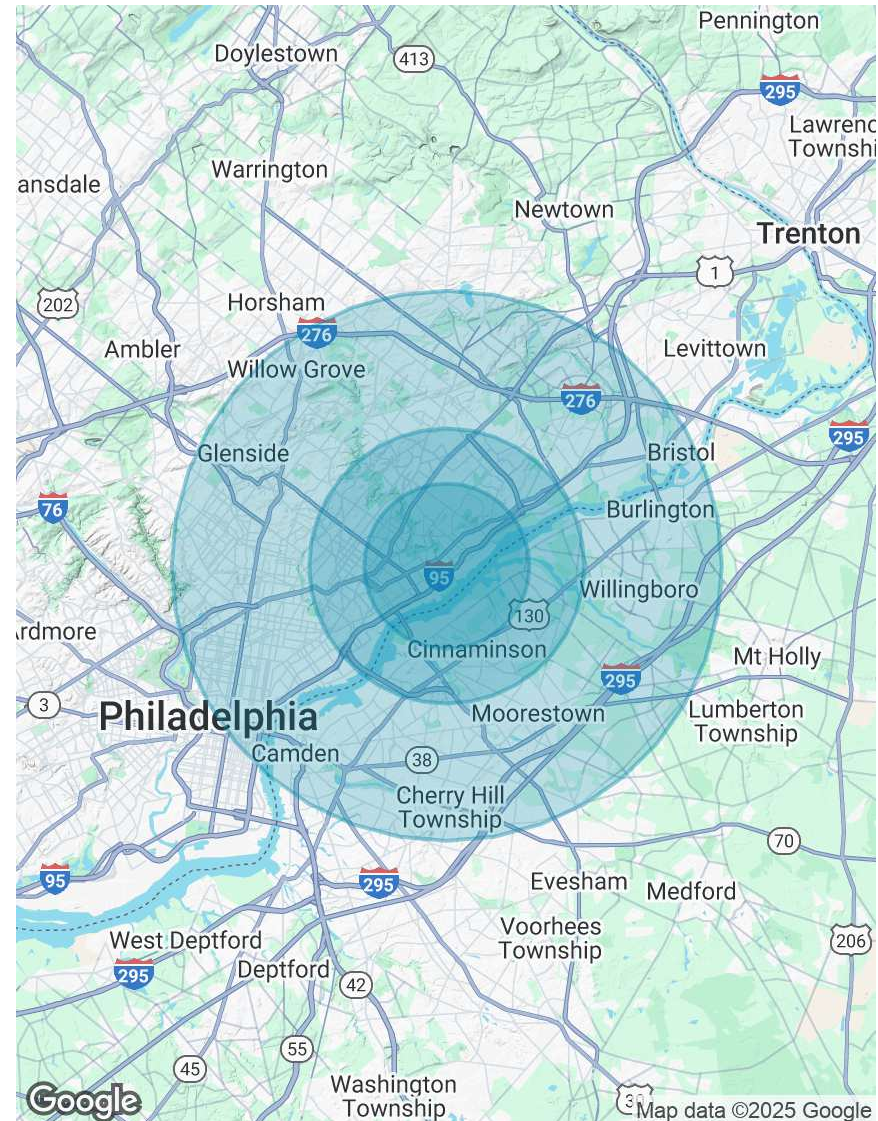 Pennington
Doylestown
413
295
Lawrenc
Townshi
Warrington
ansdale
Newtown
Trenton
1
202
Horsham
276
Ambler
Levittown
Willow Grove
276
295
Glenside
Bristol
76
Burlington
95
Willingboro
130
Ardmore
Cinnaminson
Mt Holly
295
3
Philadelphia
Moorestown
Lumberton
Township
Camden
38
Cherry Hill
Township
70
95
295
Evesham
Medford
Voorhees
Township
West Deptford
206
295
Deptford
42
55
45
Washington
Township
30
Google
Map data ©2025 Google